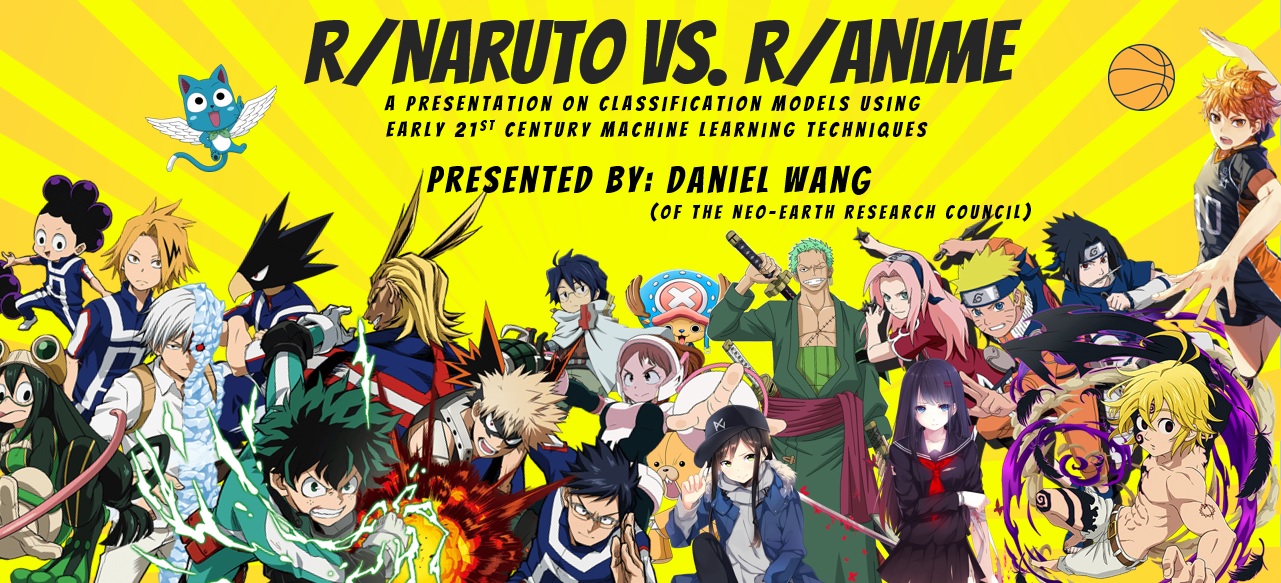 R/NARUTO VS. R/ANIME
A PRESENTATION ON CLASSIFICATION MODELS USING
EARLY 21ST CENTURY MACHINE LEARNING TECHNIQUES
PRESENTED BY: DANIEL WANG
(OF THE NEO-EARTH RESEARCH COUNCIL)
10